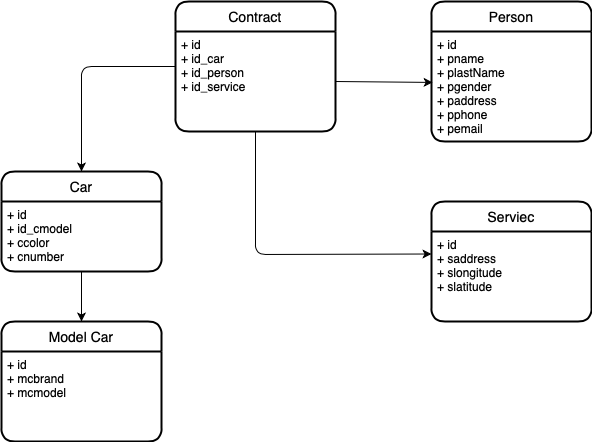 Contract
+ id
+ id_car
+ id_person
+ id_service
Person
+ id
+ pname
+ plastName
+ pgender
+ paddress
+ pphone
+ pemail
Car
+ id
+ id_cmodel
+ ccolor
+ cnumber
Serviec
+ id
+ saddress
+ slongitude
+ slatitude
Model Car
+ id
+ mcbrand
+ mcmodel